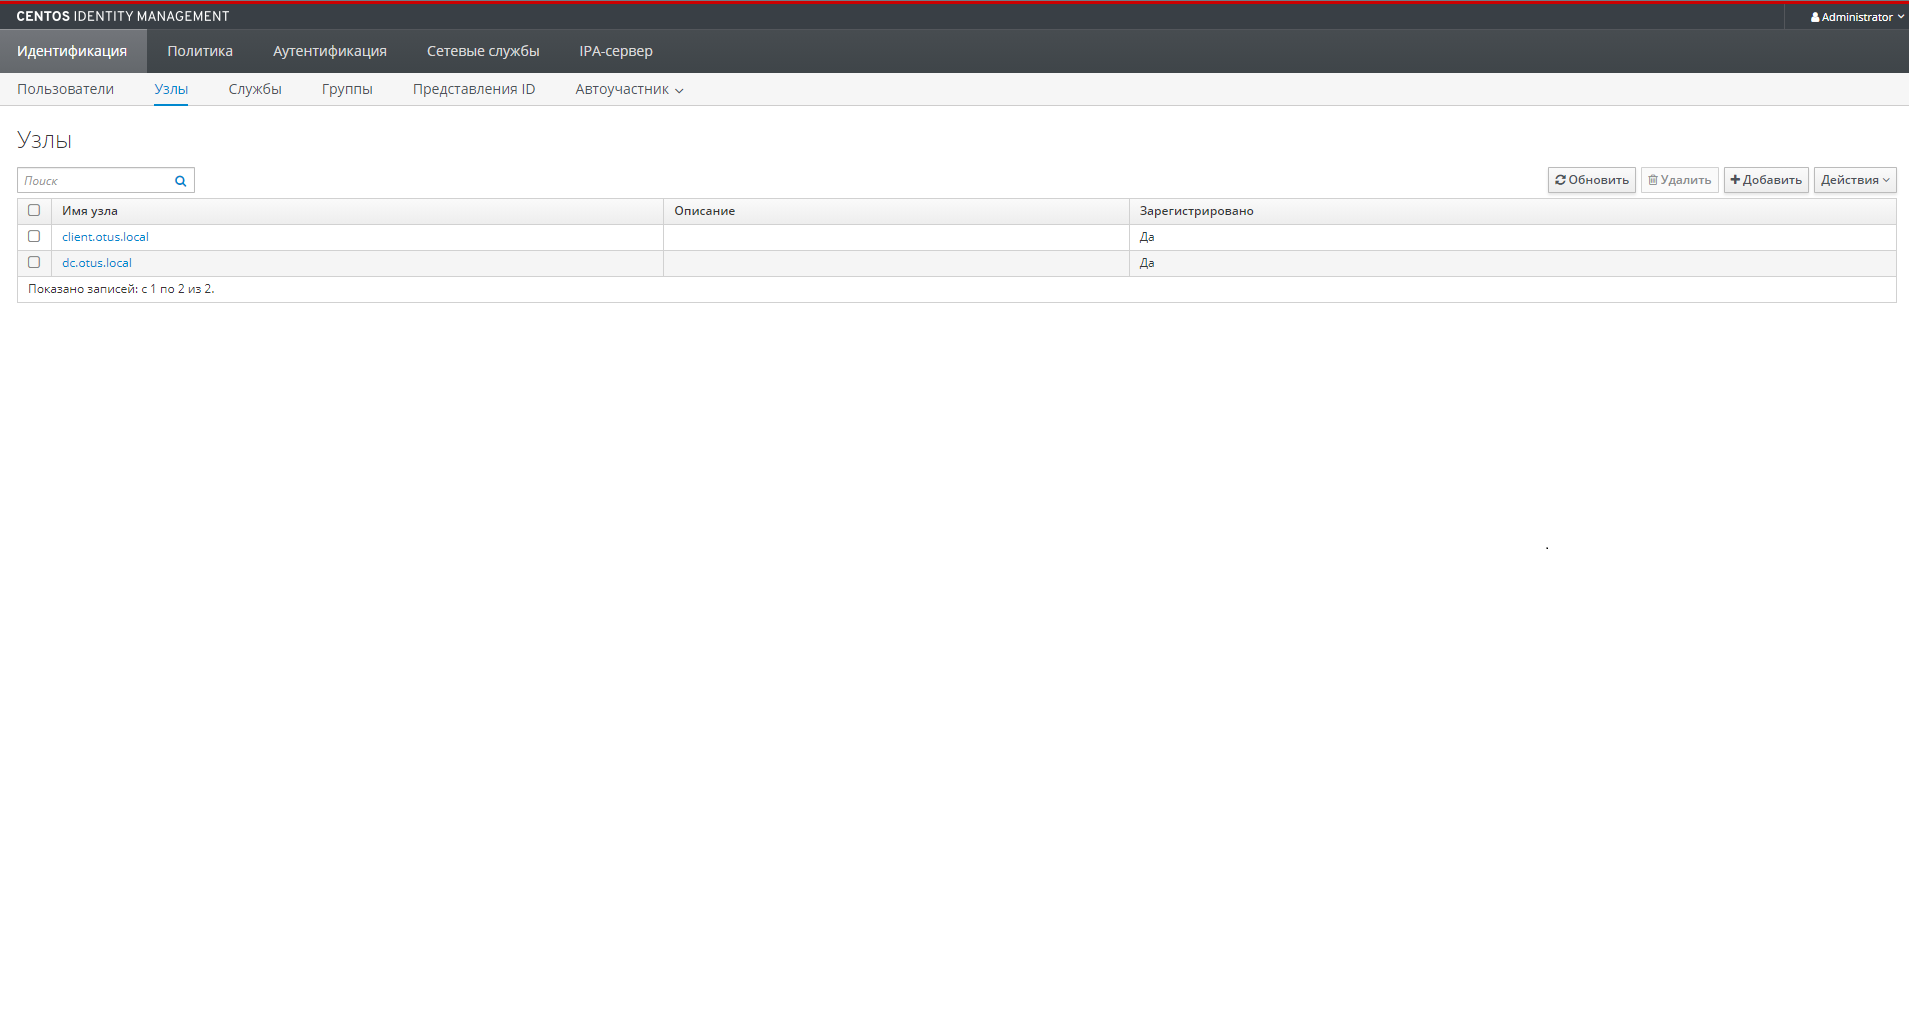 CENTOS IDENTITY MANAGEMENT
Administrator
Идентификация Политика Аутентификация Сетевые службы IPA-сервер
Пользователи Узлы Службы Группы Представления ID Автоучастник
Узлы
Поиск Обновить Удалить Добавить Действия
Имя узла Описание Зарегистрировано
client.otus.local Да
dc.otus.local Да
Показано записей: с 1 по 2 из 2.